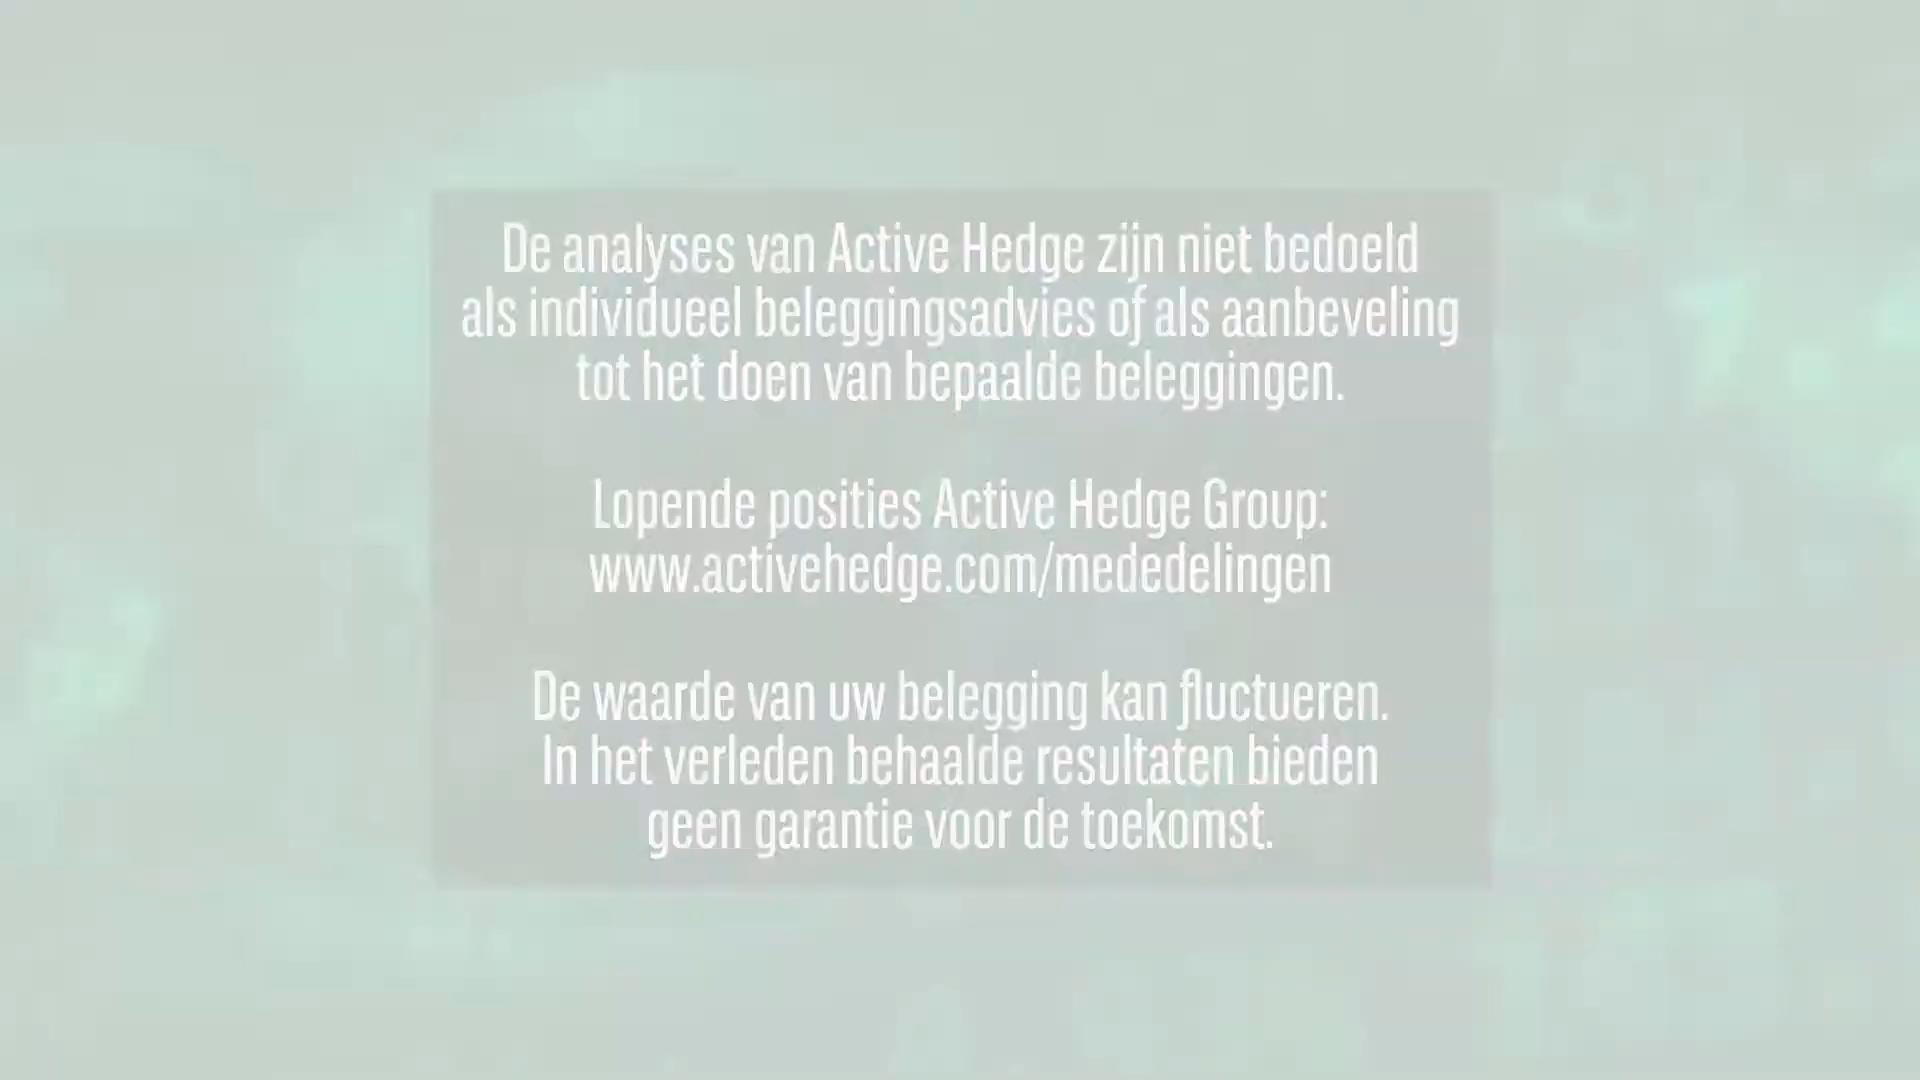 De analyses van Active Hedge zijn niet bedoeld
als individueel beleggingsadvies of als aanbeveling
tot het doen van bepaalde beleggingen.
Lopende posities Active Hedge Group:
www.activehedge.com/mededelingen
De waarde van uw belegging kan fluctueren.
In het verleden behaalde resultaten bieden
geen garantie voor de toekomst.